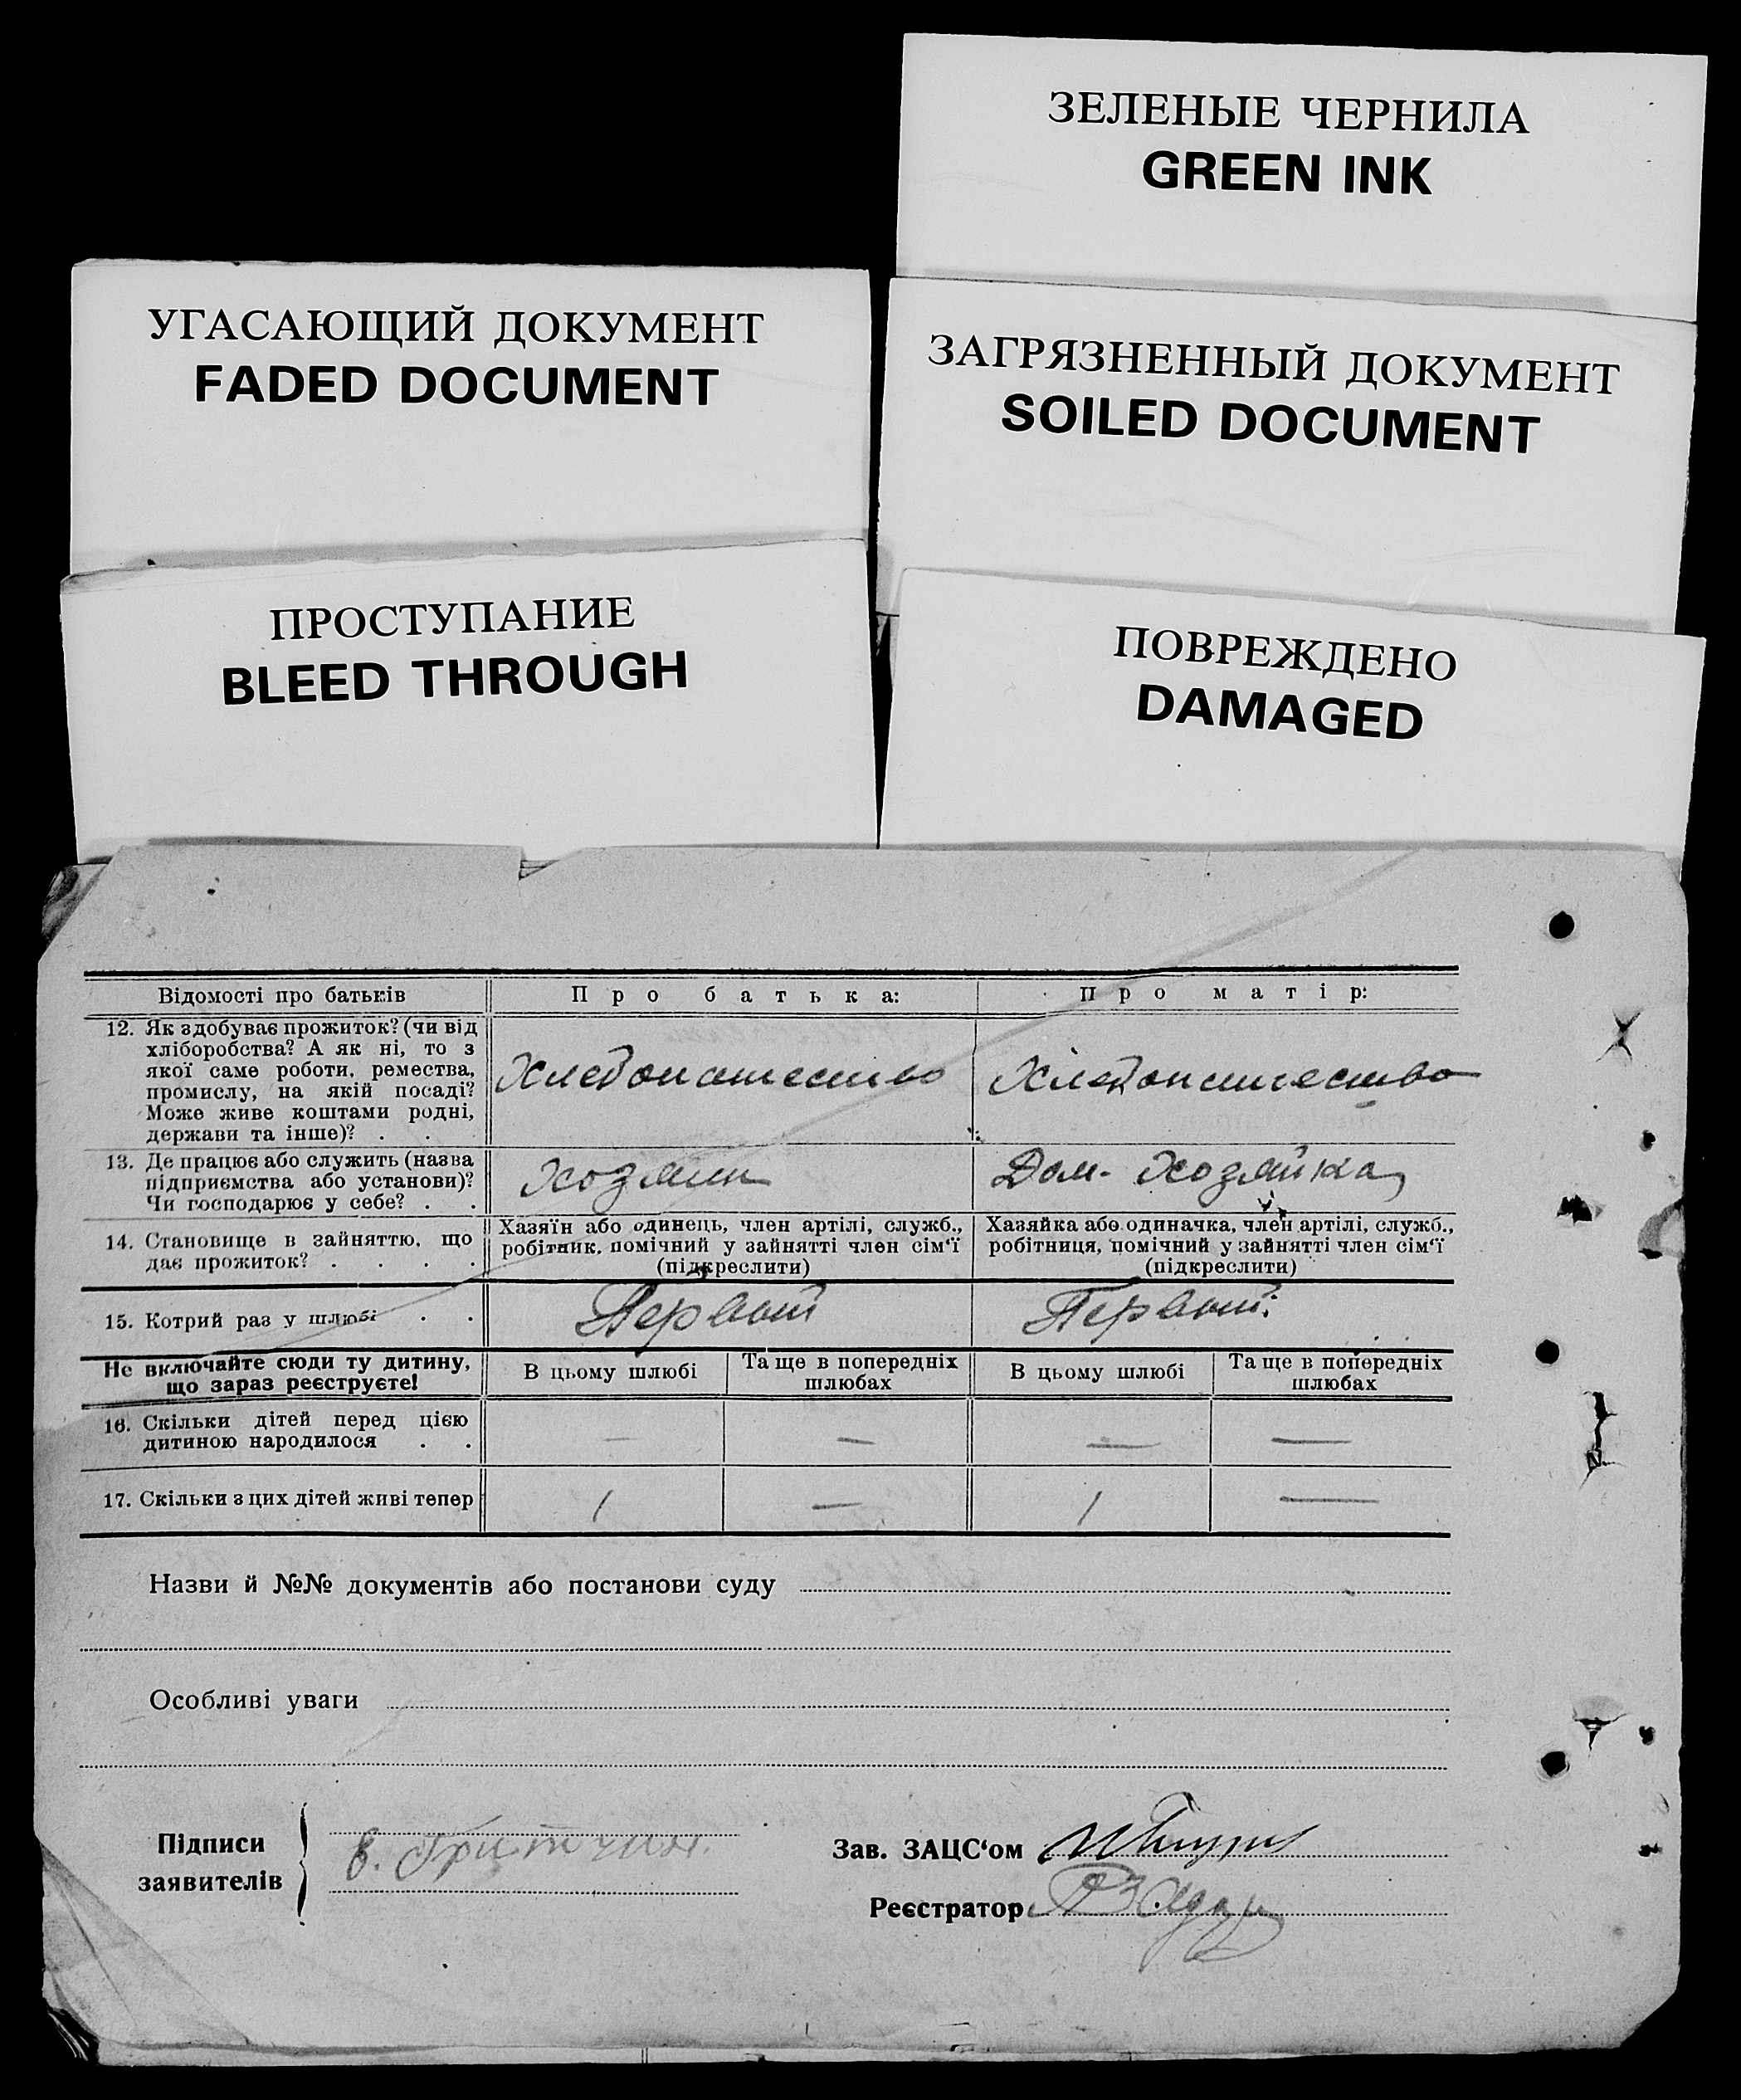 ЗЕЛЕНЫЕ ЧЕРНИЛА
GREEN INK
УГАСАЮЩИЙ ДОКУМЕНТ
FADED DOCUMENT
ЗАГРЯЗНЕННЫЙ ДОКУМЕНТ
SOILED DOCUMENT
ПРОСТУПАНИЕ
BLEED THROUGH
ПОВРЕЖДЕНО
DAMAGED
Відомості про батьків
Про батька:
Про матір:
12. Як здобуває прожиток? (чи від
хліборобства? А як ні, то з
якої саме роботи, ремества,
промислу, на якій посаді?
Може живе коштами родні,
держави та інше)? . .
Хлебопашество
Хлебопашество
13. Де працює або служить (назва
підприємства або установи)?
Чи господарює у себе? . .
Хозяин
Дом. Хозяйка
14. Становище в зайняттю, що
дає прожиток? . . . .
Хазяїн або одинець, член артілі, служб.,
робітник, помічний у зайнятті член сім‘ї
(підкреслити)
Хазяйка або одиначка, член артілі, служб.,
робітниця, помічний у зайнятті член сім‘ї
(підкреслити)
15. Котрий раз у шлюбі . .
Первый
Первый
Не включайте сюди ту дитину,
що зараз реєструєте!
В цьому шлюбі
Та ще в попередніх
шлюбах
В цьому шлюбі
Та ще в попередніх
шлюбах
16. Скільки дітей перед цією
дитиною народилося . .
— — — —
17. Скільки з цих дітей живі тепер
1 — 1 —
Назви й №№ документів або постанови суду
Особливі уваги
Підписи
заявителів
в.
Зав. ЗАЦС‘ом
Реєстратор